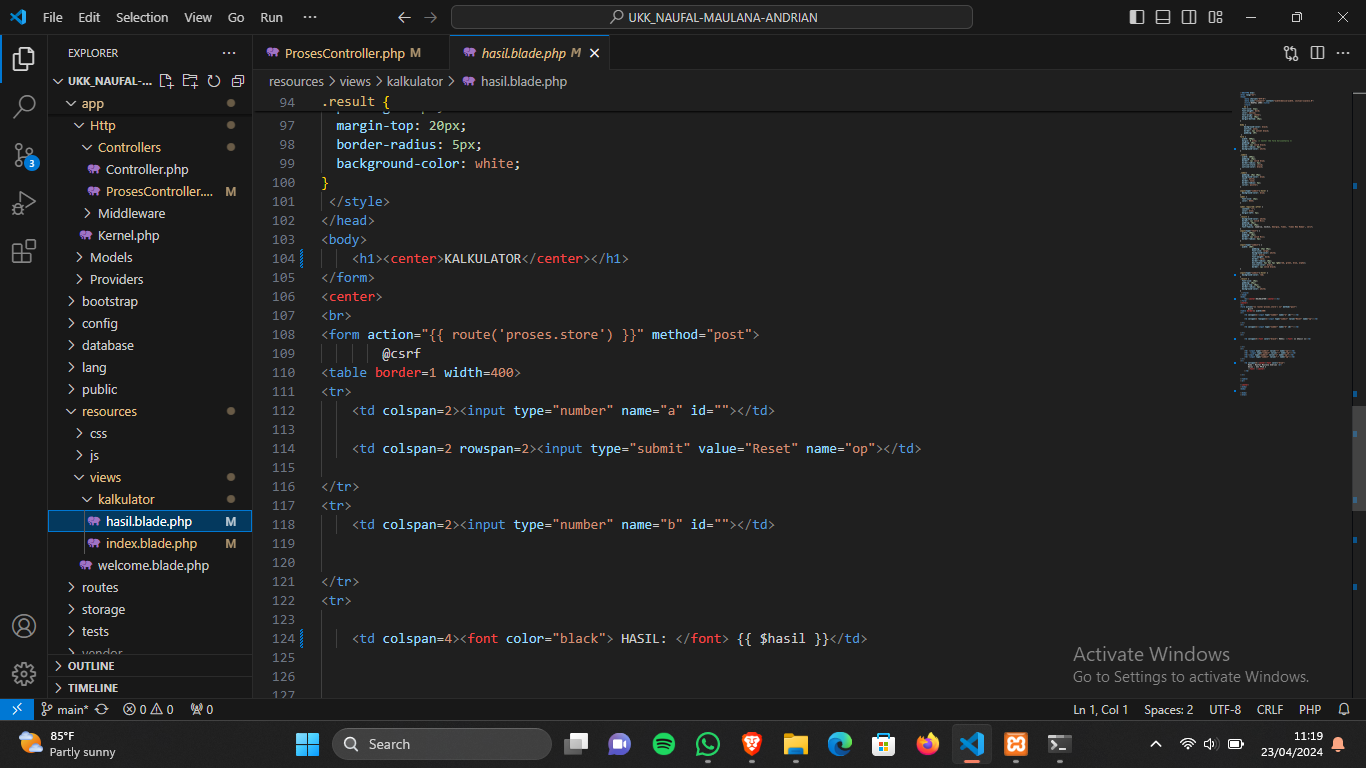 File Edit Selection View Go Run ··· UKK_NAUFAL-MAULANA-ANDRIAN
EXPLORER ···
UKK_NAUFAL-...
app
Http
Controllers
Controller.php
ProsesController.... M
Middleware
Kernel.php
Models
Providers
bootstrap
config
database
lang
public
resources
css
js
views
kalkulator
hasil.blade.php M
index.blade.php M
welcome.blade.php
routes
storage
tests
vendor
OUTLINE
TIMELINE
3
ProsesController.php M hasil.blade.php M
resources > views > kalkulator > hasil.blade.php
94 .result {
97 margin-top: 20px;
98 border-radius: 5px;
99 background-color: white;
100 }
101 </style>
102 </head>
103 <body>
104 <h1><center>KALKULATOR</center></h1>
105 </form>
106 <center>
107 <br>
108 <form action="{{ route('proses.store') }}" method="post">
109 @csrf
110 <table border=1 width=400>
111 <tr>
112 <td colspan=2><input type="number" name="a" id=""></td>
113
114 <td colspan=2 rowspan=2><input type="submit" value="Reset" name="op"></td>
115
116 </tr>
117 <tr>
118 <td colspan=2><input type="number" name="b" id=""></td>
119
120
121 </tr>
122 <tr>
123
124 <td colspan=4><font color="black"> HASIL: </font> {{ $hasil }}</td>
125
126
127
Activate Windows
Go to Settings to activate Windows.
main* 0 0 0 Ln 1, Col 1 Spaces: 2 UTF-8 CRLF PHP
85°F
Partly sunny
Search
11:19
23/04/2024